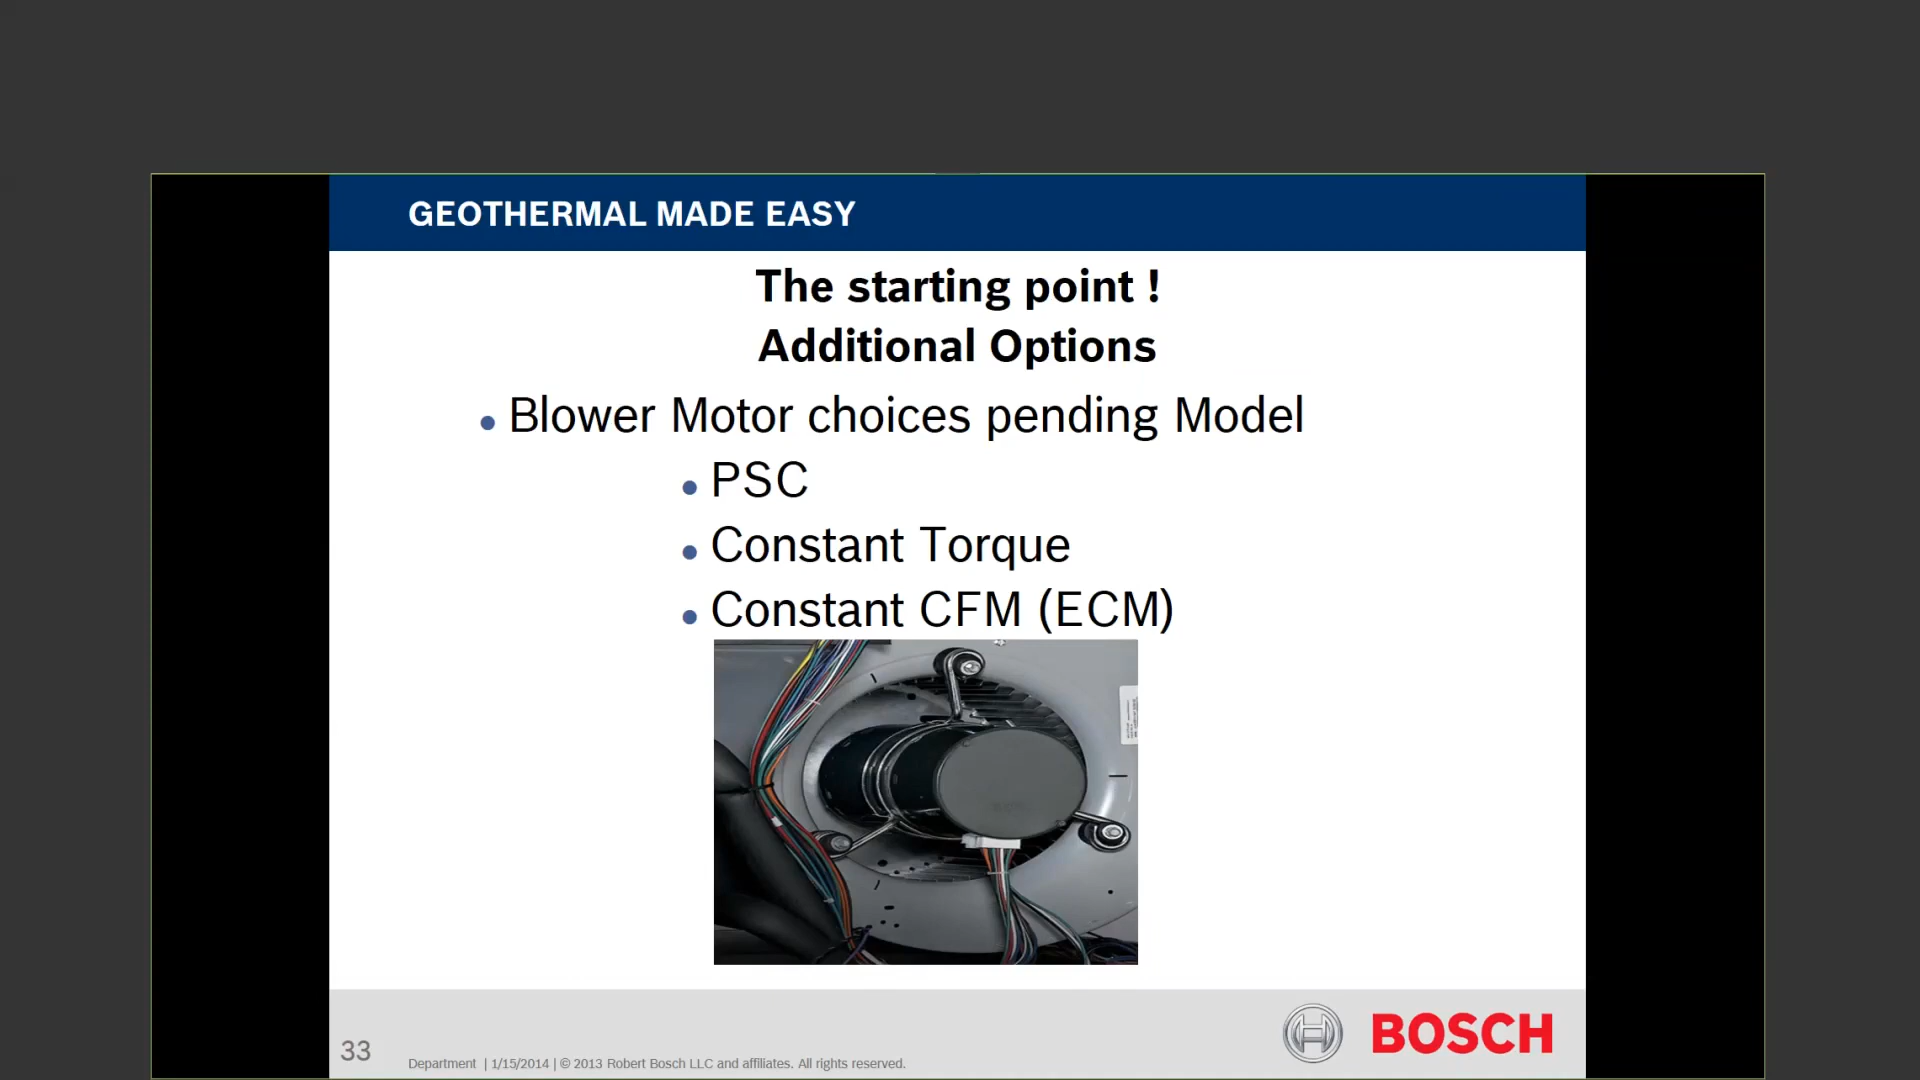 GEOTHERMAL MADE EASY
The starting point !
Additional Options
• Blower Motor choices pending Model
• PSC
• Constant Torque
• Constant CFM (ECM)
33
Department | 1/15/2014 | © 2013 Robert Bosch LLC and affiliates. All rights reserved.
BOSCH